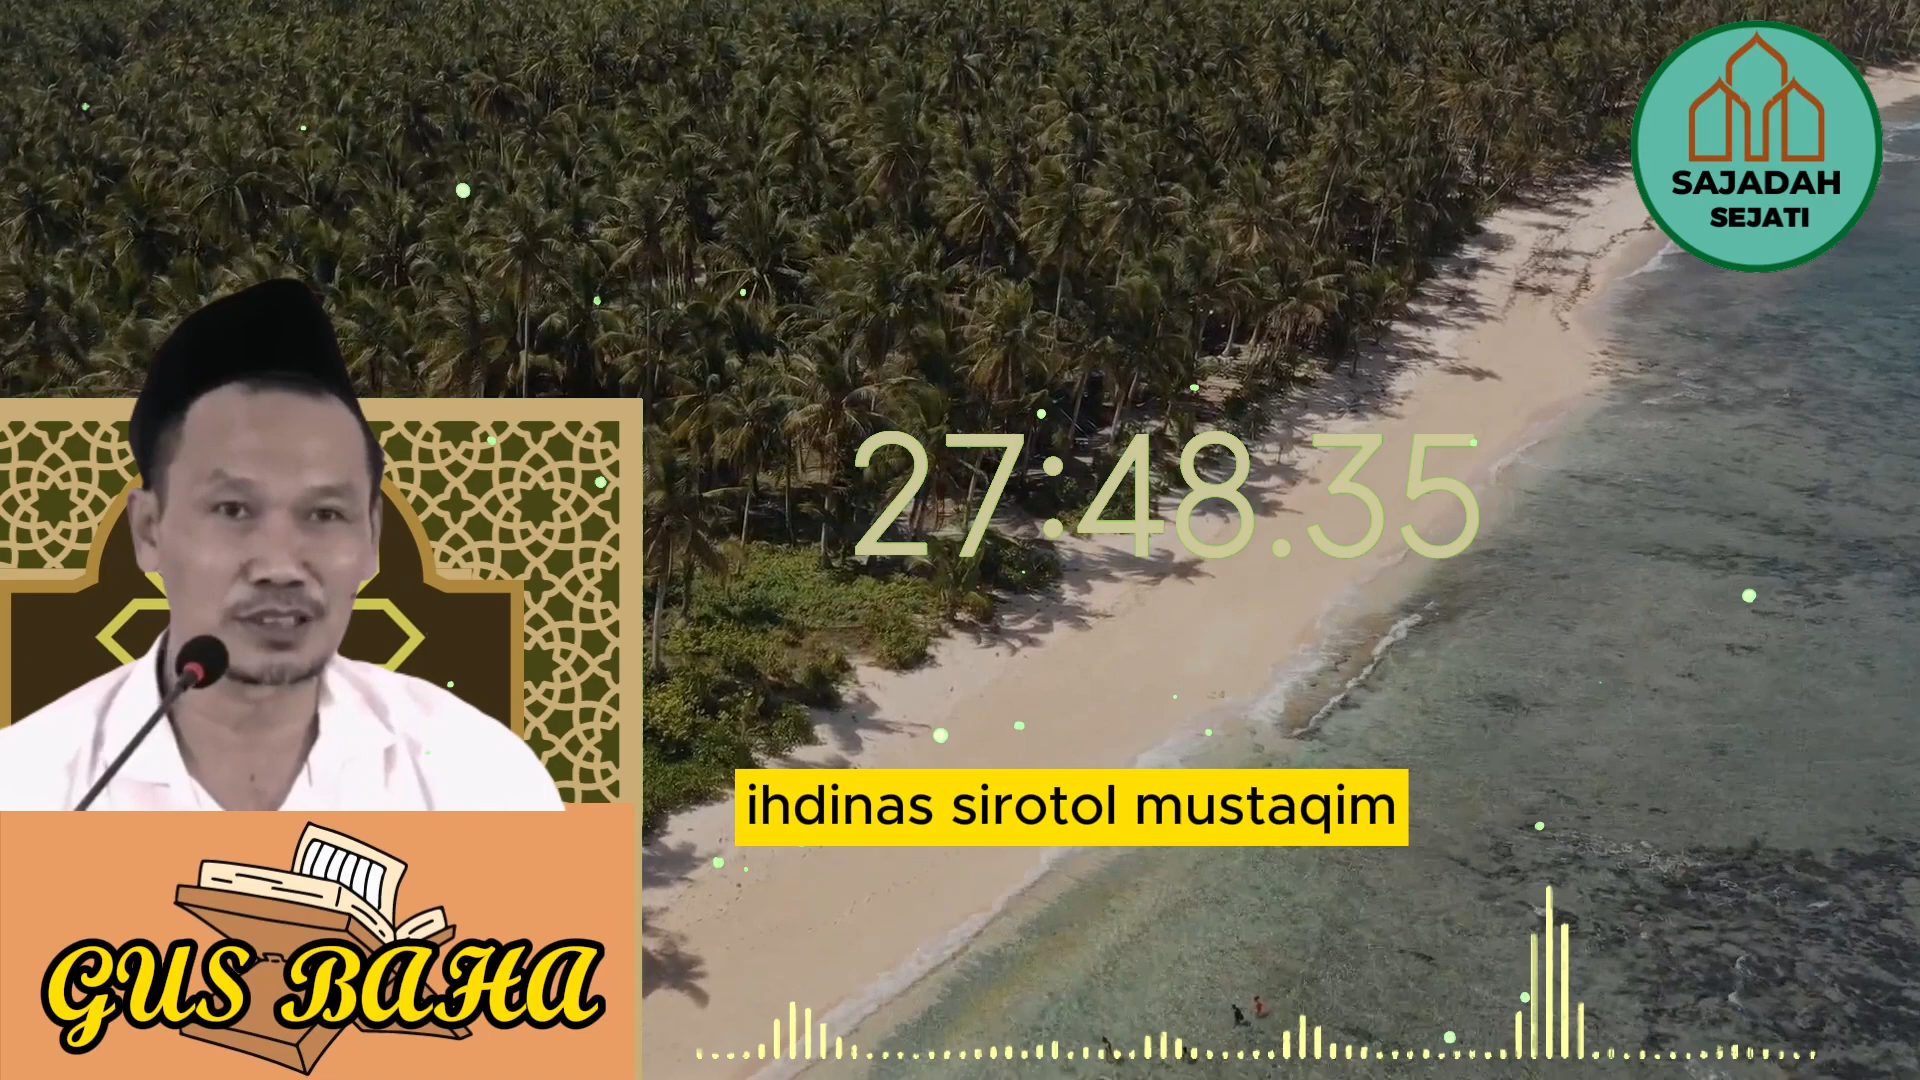 SAJADAH
SEJATI
27:48.35
ihdinas sirotol mustaqim
GUS BAHA